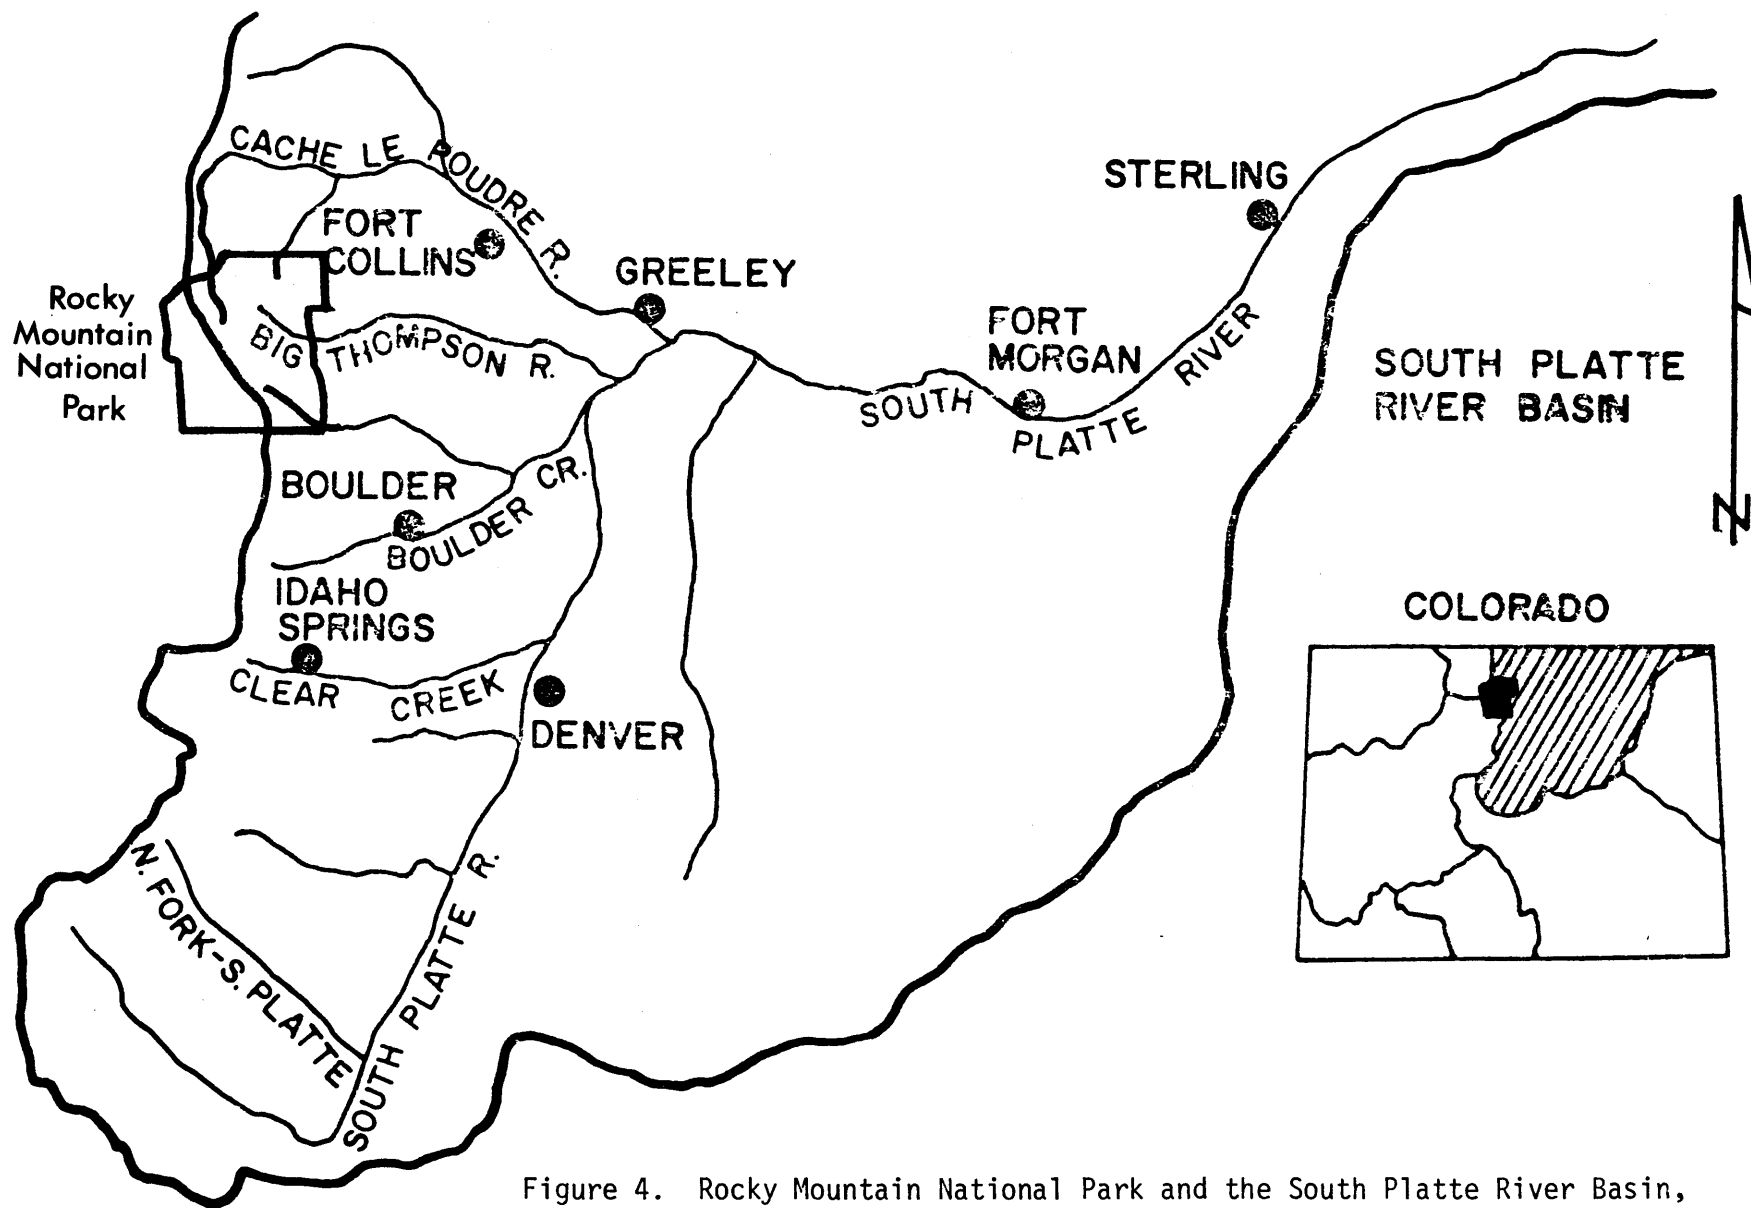 CACHE LE POUDRE R.
FORT
COLLINS
GREELEY
STERLING
Rocky
Mountain
National
Park
BIG THOMPSON R.
FORT
MORGAN
SOUTH PLATTE RIVER
SOUTH PLATTE
RIVER BASIN
N
BOULDER
BOULDER CR.
IDAHO
SPRINGS
CLEAR CREEK
DENVER
COLORADO
N. FORK-S. PLATTE
SOUTH PLATTE R.
Figure 4. Rocky Mountain National Park and the South Platte River Basin,